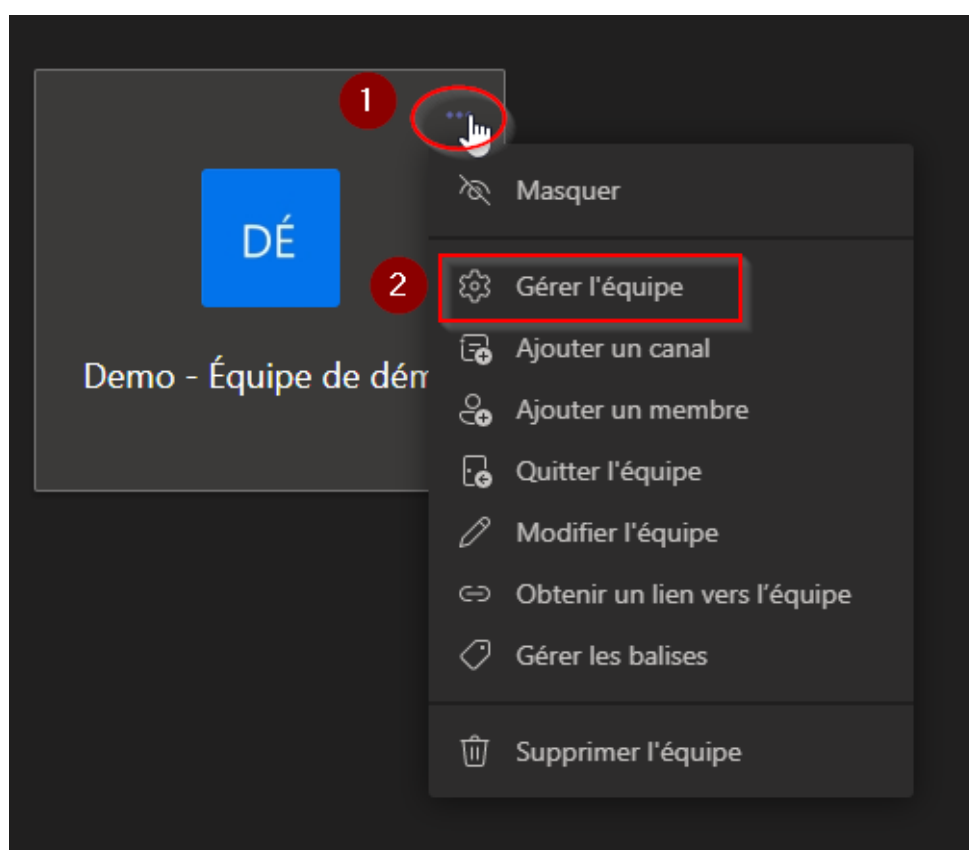 1
...
Masquer
DÉ
2
Gérer l'équipe
Ajouter un canal
Demo - Équipe de dém
Ajouter un membre
Quitter l'équipe
Modifier l'équipe
Obtenir un lien vers l’équipe
Gérer les balises
Supprimer l'équipe